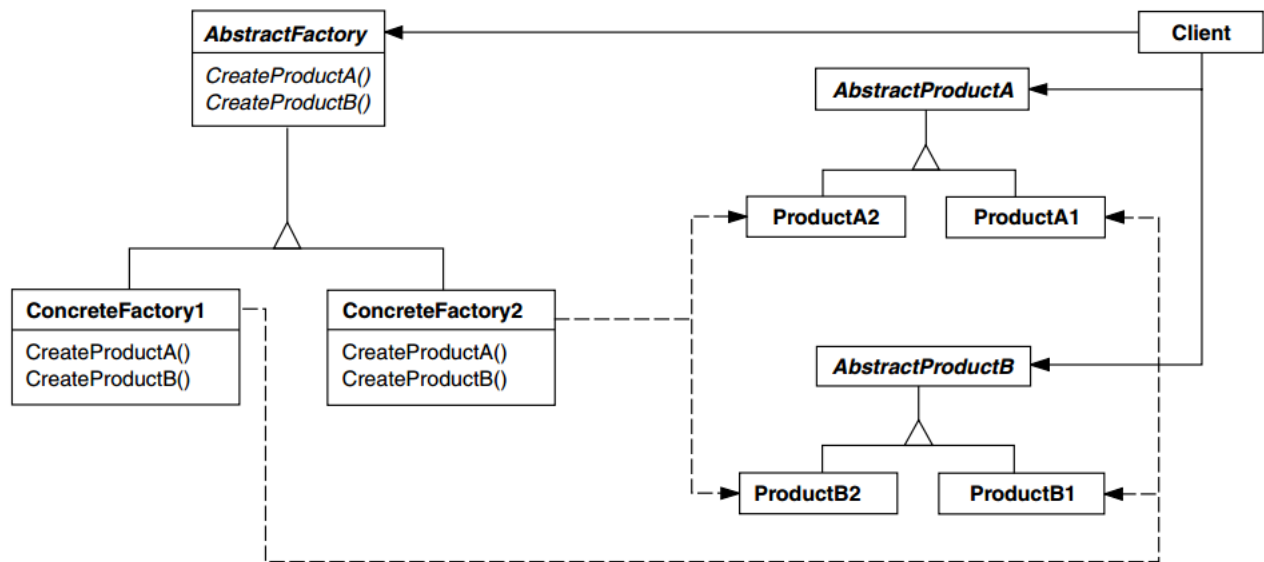 AbstractFactory
CreateProductA()
CreateProductB()
Client
AbstractProductA
ProductA2
ProductA1
ConcreteFactory1
CreateProductA()
CreateProductB()
ConcreteFactory2
CreateProductA()
CreateProductB()
AbstractProductB
ProductB2
ProductB1